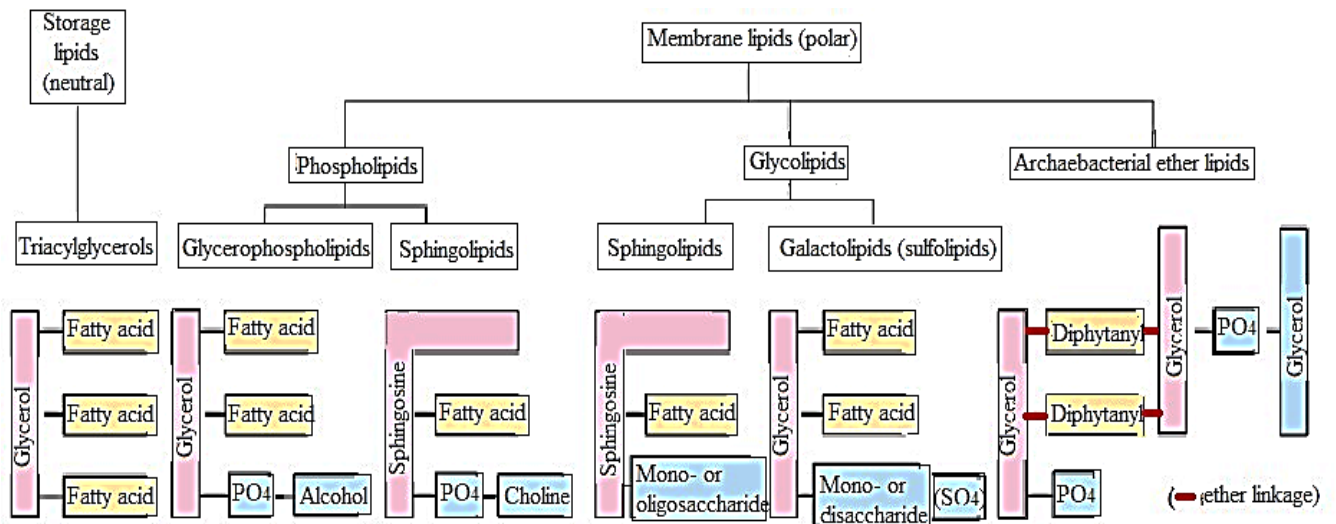 Storage
lipids
(neutral)
Membrane lipids (polar)
Phospholipids
Glycolipids
Archaebacterial ether lipids
Triacylglycerols
Glycerophospholipids
Sphingolipids
Sphingolipids
Galactolipids (sulfolipids)
Glycerol
Fatty acid
Fatty acid
Fatty acid
Glycerol
Fatty acid
Fatty acid
PO4
Alcohol
Sphingosine
Fatty acid
PO4
Choline
Sphingosine
Fatty acid
Mono- or
oligosaccharide
Glycerol
Fatty acid
Fatty acid
Mono- or
disaccharide
(SO4)
Glycerol
Diphytanyl
Diphytanyl
PO4
Glycerol
PO4
Glycerol
( ether linkage)